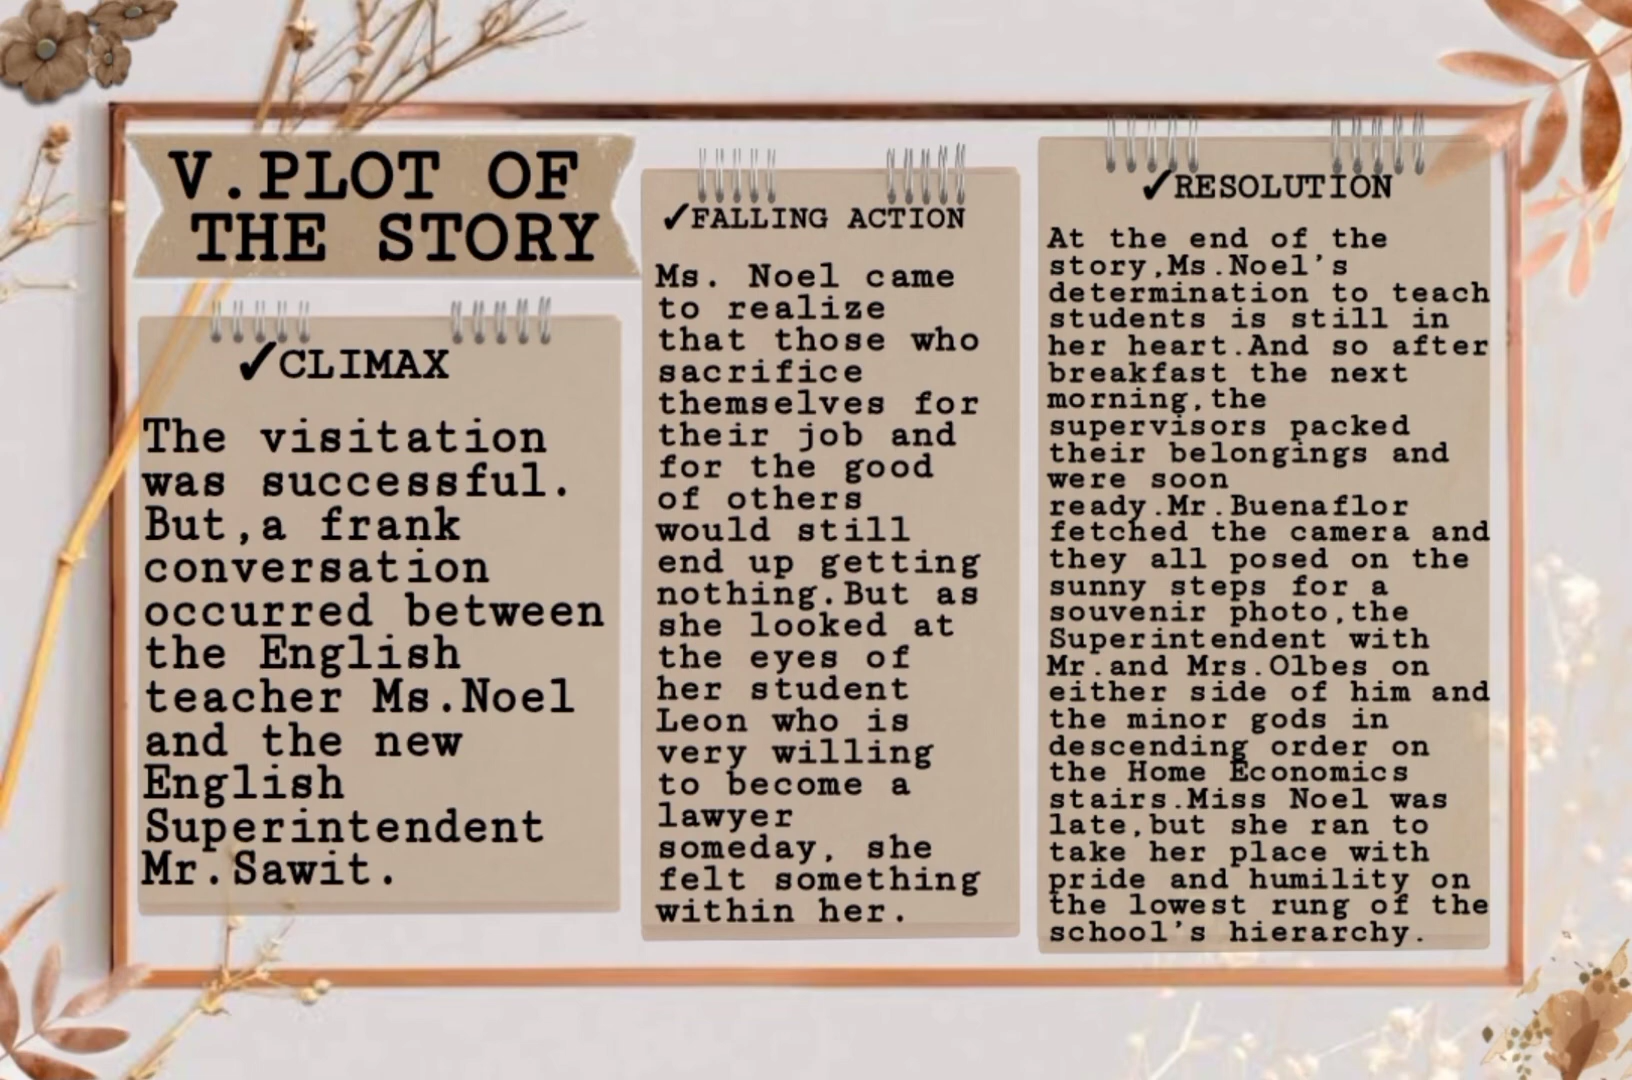 V.PLOT OF
THE STORY
✓CLIMAX
The visitation
was successful.
But,a frank
conversation
occurred between
the English
teacher Ms.Noel
and the new
English
Superintendent
Mr.Sawit.
✓FALLING ACTION
Ms. Noel came
to realize
that those who
sacrifice
themselves for
their job and
for the good
of others
would still
end up getting
nothing.But as
she looked at
the eyes of
her student
Leon who is
very willing
to become a
lawyer
someday, she
felt something
within her.
✓RESOLUTION
At the end of the
story,Ms.Noel's
determination to teach
students is still in
her heart.And so after
breakfast the next
morning,the
supervisors packed
their belongings and
were soon
ready.Mr.Buenaflor
fetched the camera and
they all posed on the
sunny steps for a
souvenir photo,the
Superintendent with
Mr.and Mrs.Olbes on
either side of him and
the minor gods in
descending order on
the Home Economics
stairs.Miss Noel was
late,but she ran to
take her place with
pride and humility on
the lowest rung of the
school's hierarchy.